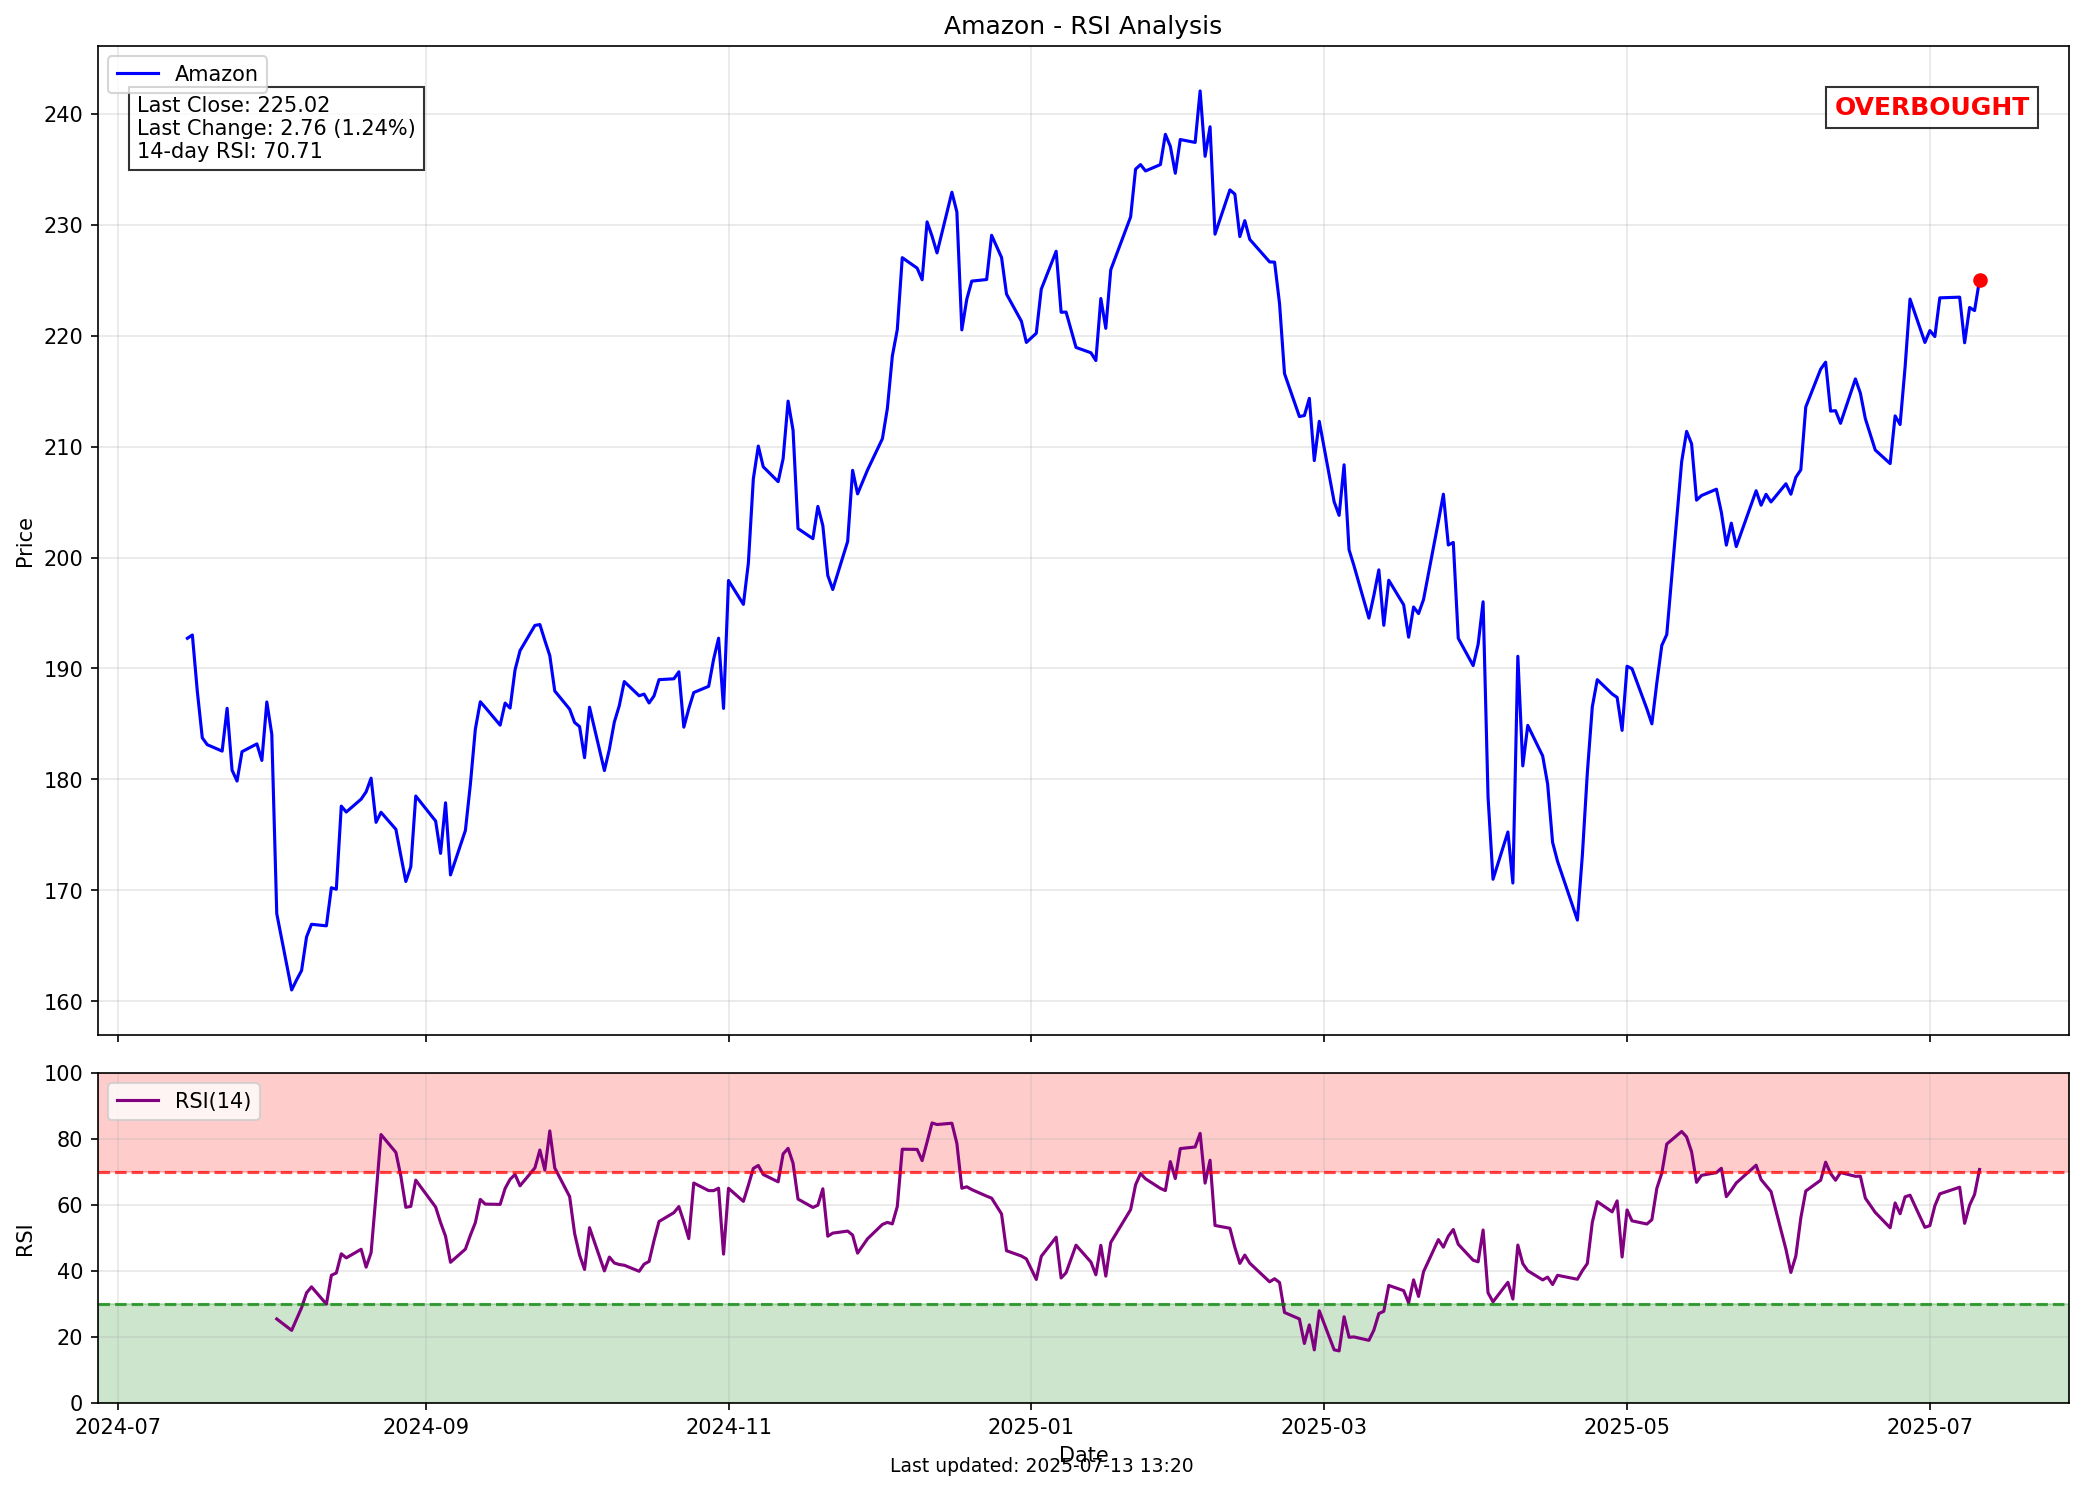 Amazon - RSI Analysis
Amazon
Last Close: 225.02
Last Change: 2.76 (1.24%)
14-day RSI: 70.71
OVERBOUGHT
Price
240
230
220
210
200
190
180
170
160
RSI(14)
RSI
100
80
60
40
20
0
2024-07
2024-09
2024-11
2025-01
2025-03
2025-05
2025-07
Date
Last updated: 2025-07-13 13:20